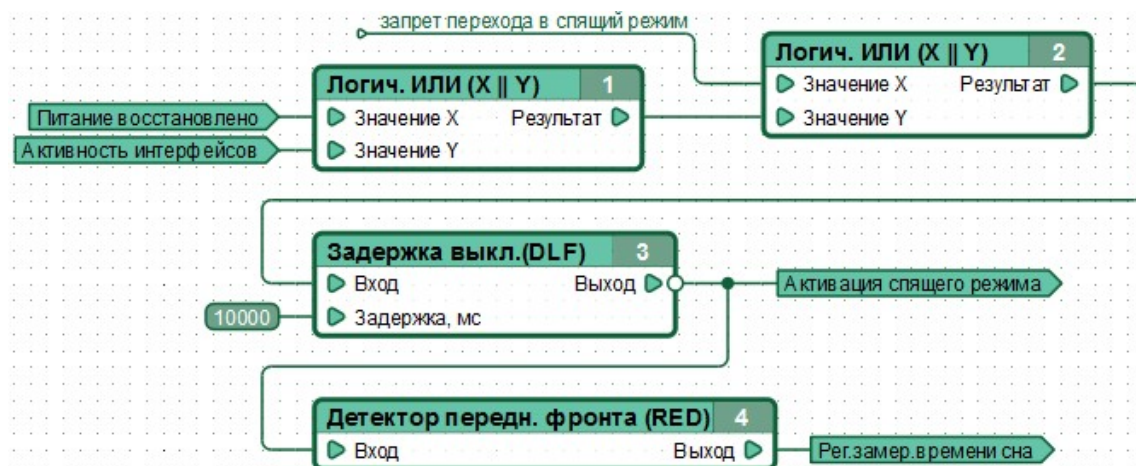 запрет перехода в спящий режим
Логич. ИЛИ (X || Y) 2
Значение X Результат
Значение Y
Логич. ИЛИ (X || Y) 1
Питание восстановлено
Значение X Результат
Активность интерфейсов
Значение Y
Задержка выкл.(DLF) 3
Вход Выход
Активация спящего режима
10000
Задержка, мс
Детектор передн. фронта (RED) 4
Вход Выход
Рег.замер.времени сна